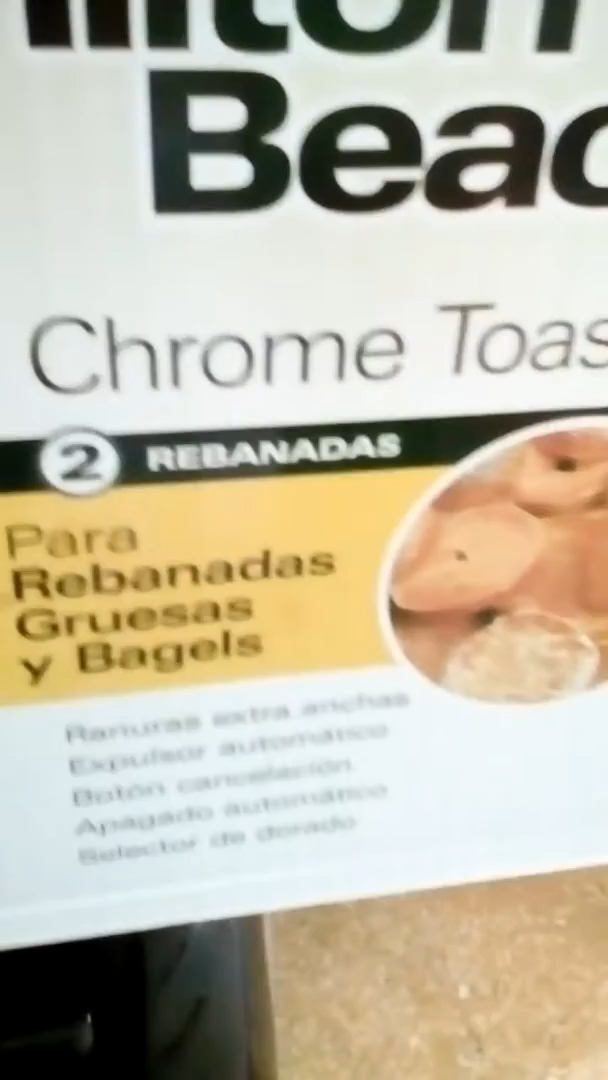 Beac
Chrome Toas
2 REBANADAS
Para
Rebanadas
Gruesas
y Bagels
Ranuras extra anchas
Expulsor automático
Botón cancelación
Apagado automático
Selector de dorado